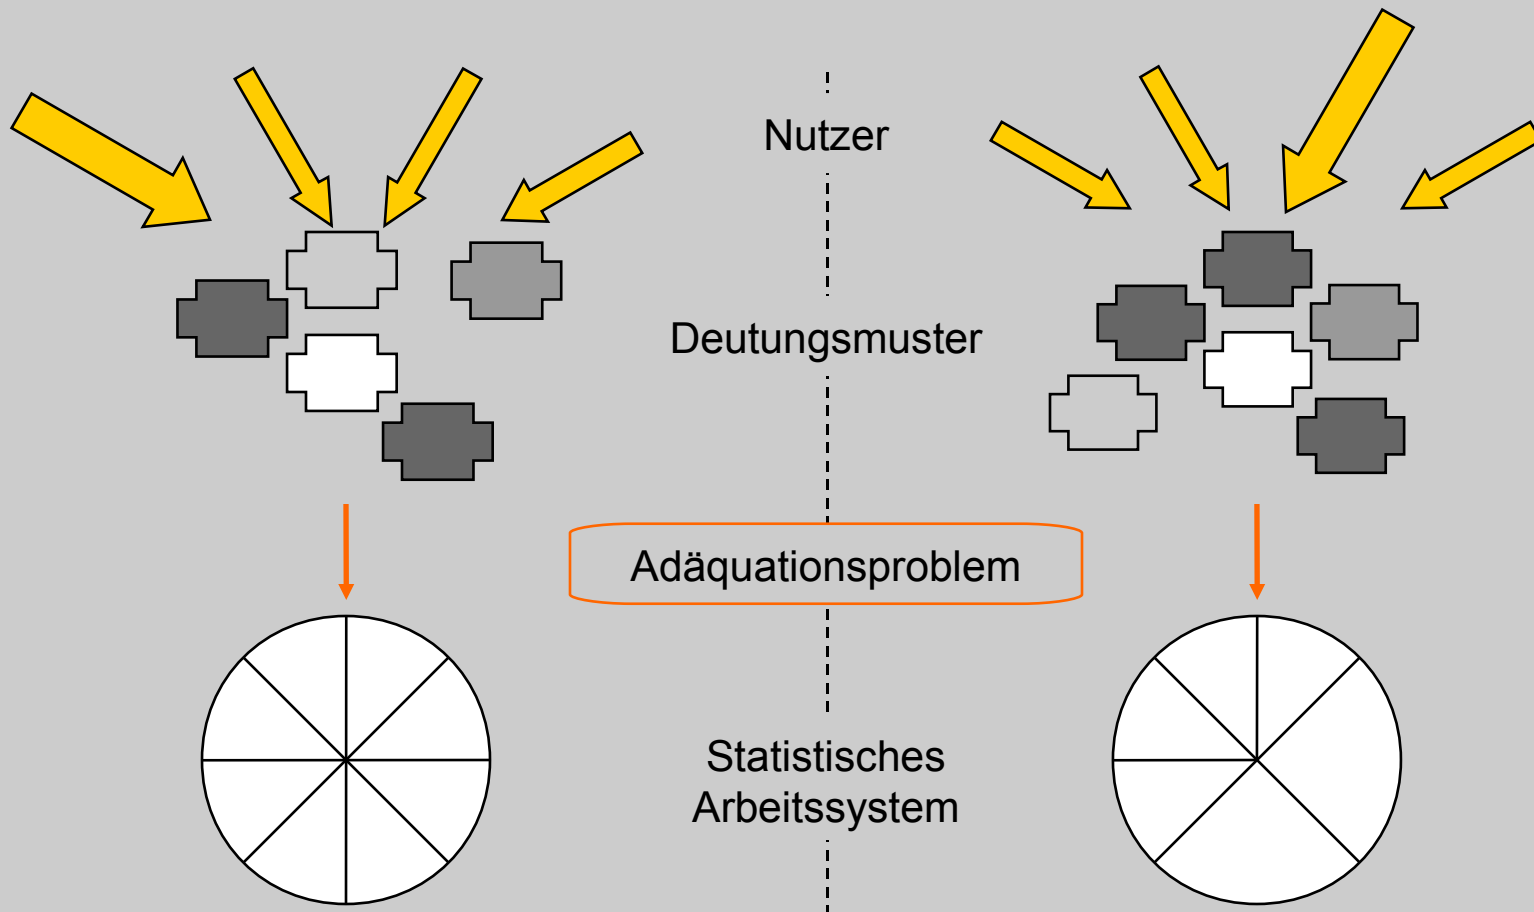 Nutzer
Deutungsmuster
Adäquationsproblem
Statistisches
Arbeitssystem